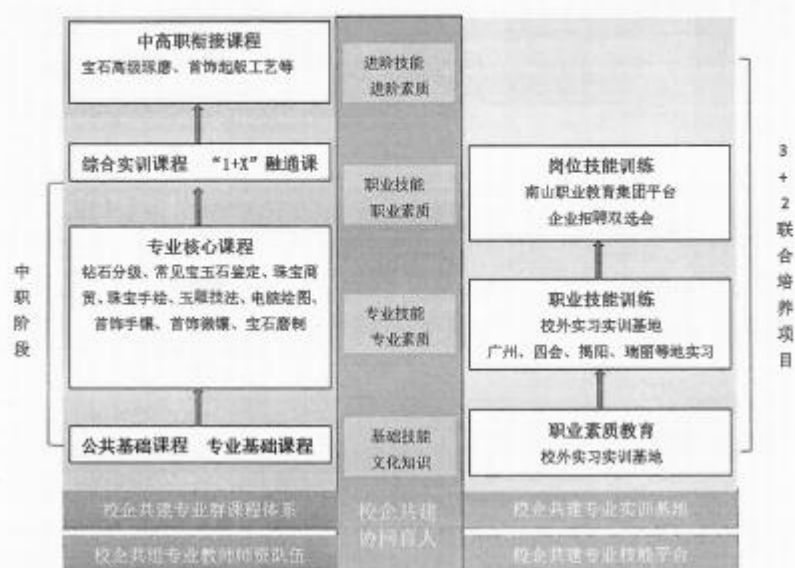 中高职衔接课程
宝石高级琢磨、首饰起版工艺等
综合实训课程 “1+X”融通课
专业核心课程
钻石分级、常见宝玉石鉴定、珠宝商
贸、珠宝手绘、玉雕技法、电脑绘图、
首饰手镶、首饰微镶、宝石磨制
公共基础课程 专业基础课程
校企共建专业群课程体系
校企共组专业教师师资队伍
中职阶段
进阶技能
进阶素质
职业技能
职业素质
专业技能
专业素质
基础技能
文化知识
校企共建
协同育人
岗位技能训练
南山职业教育集团平台
企业招聘双选会
职业技能训练
校外实习实训基地
广州、四会、揭阳、瑞丽等地实习
职业素质教育
校外实习实训基地
校企共建专业实训基地
校企共建专业技能平台
3+2联合培养项目